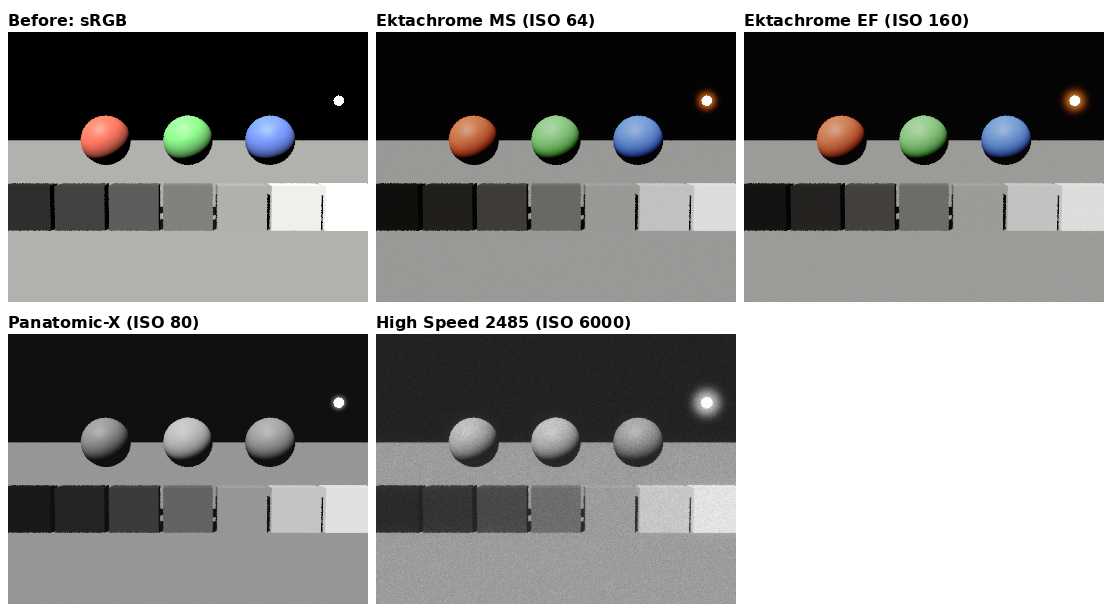 Before: sRGB
Ektachrome MS (ISO 64)
Ektachrome EF (ISO 160)
Panatomic-X (ISO 80)
High Speed 2485 (ISO 6000)